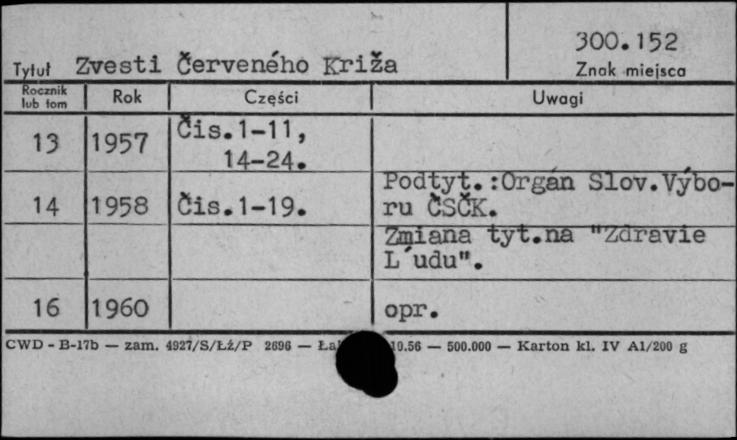 300.152
Tytuł Zvesti Červeného Križa Znak miejsca
Rocznik lub tom Rok Części Uwagi
13 1957 Čis.1-11,
14-24.
Podtyt.:Orgán Slov.Výbo-
14 1958 Čis.1-19. ru ČSČK.
Zmiana tyt.na "Zdravie
L´udu".
16 1960 opr.
CWD - B-17b — zam. 4927/S/Łź/P 2696 — 10.56 — 500.000 — Karton kl. IV A1/200 g